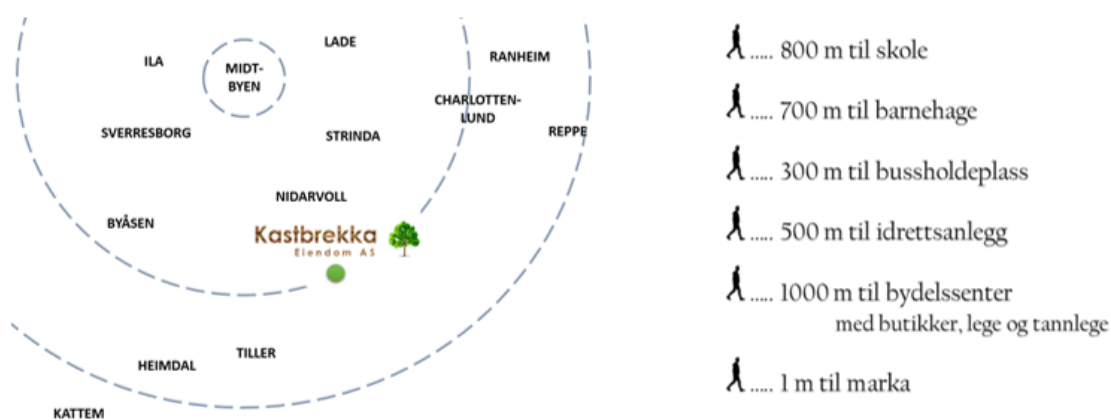 LADE
ILA
MIDT-
BYEN
RANHEIM
CHARLOTTEN-
LUND
SVERRESBORG
STRINDA
REPPE
NIDARVOLL
BYÅSEN
Kastbrekka
Eiendom AS
TILLER
HEIMDAL
KATTEM
..... 800 m til skole
..... 700 m til barnehage
..... 300 m til bussholdeplass
..... 500 m til idrettsanlegg
..... 1000 m til bydelssenter
med butikker, lege og tannlege
..... 1 m til marka